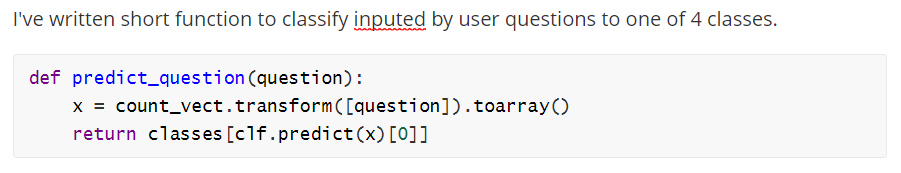 I've written short function to classify inputed by user questions to one of 4 classes.
def predict_question(question):
    x = count_vect.transform([question]).toarray()
    return classes[clf.predict(x)[0]]